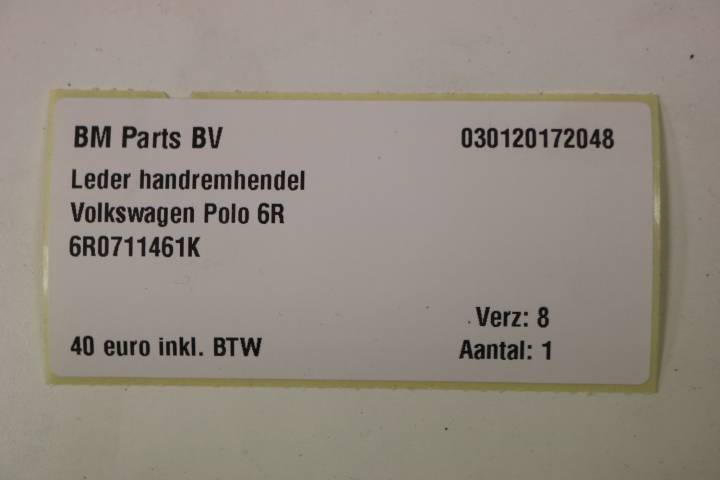 BM Parts BV 030120172048
Leder handremhendel
Volkswagen Polo 6R
6R0711461K
Verz: 8
40 euro inkl. BTW Aantal: 1